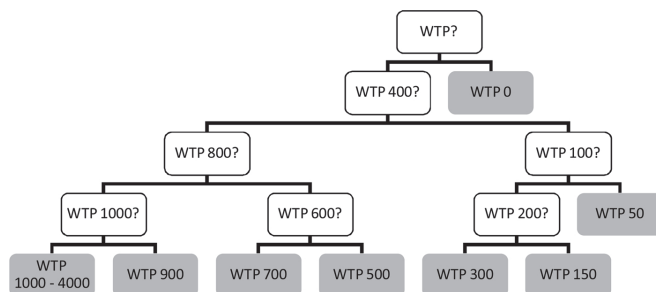 WTP?
WTP 400?
WTP 0
WTP 800?
WTP 100?
WTP 1000?
WTP 600?
WTP 200?
WTP 50
WTP
1000 - 4000
WTP 900
WTP 700
WTP 500
WTP 300
WTP 150